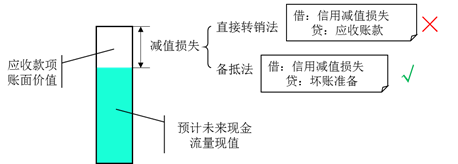 应收款项
账面价值
减值损失
直接转销法
借：信用减值损失
贷：应收账款
备抵法
借：信用减值损失
贷：坏账准备
预计未来现金
流量现值